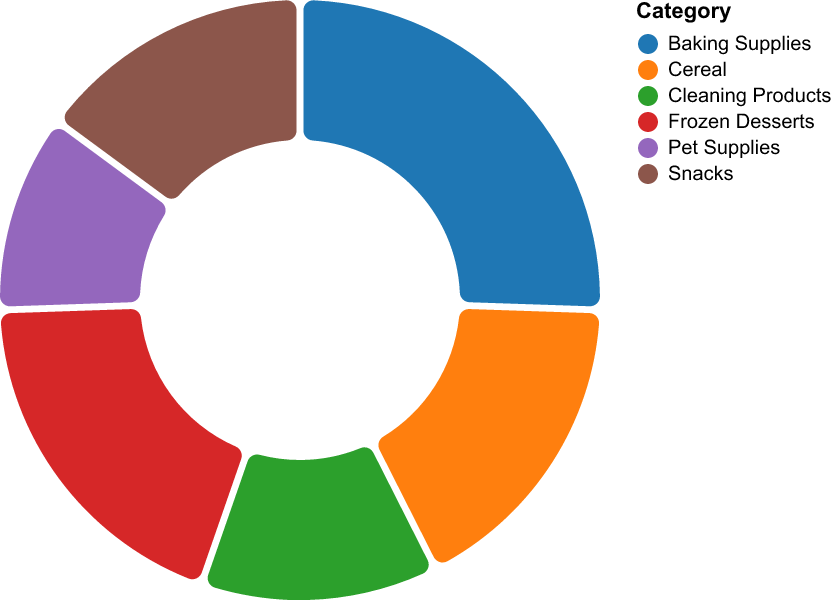 Category
Baking Supplies
Cereal
Cleaning Products
Frozen Desserts
Pet Supplies
Snacks